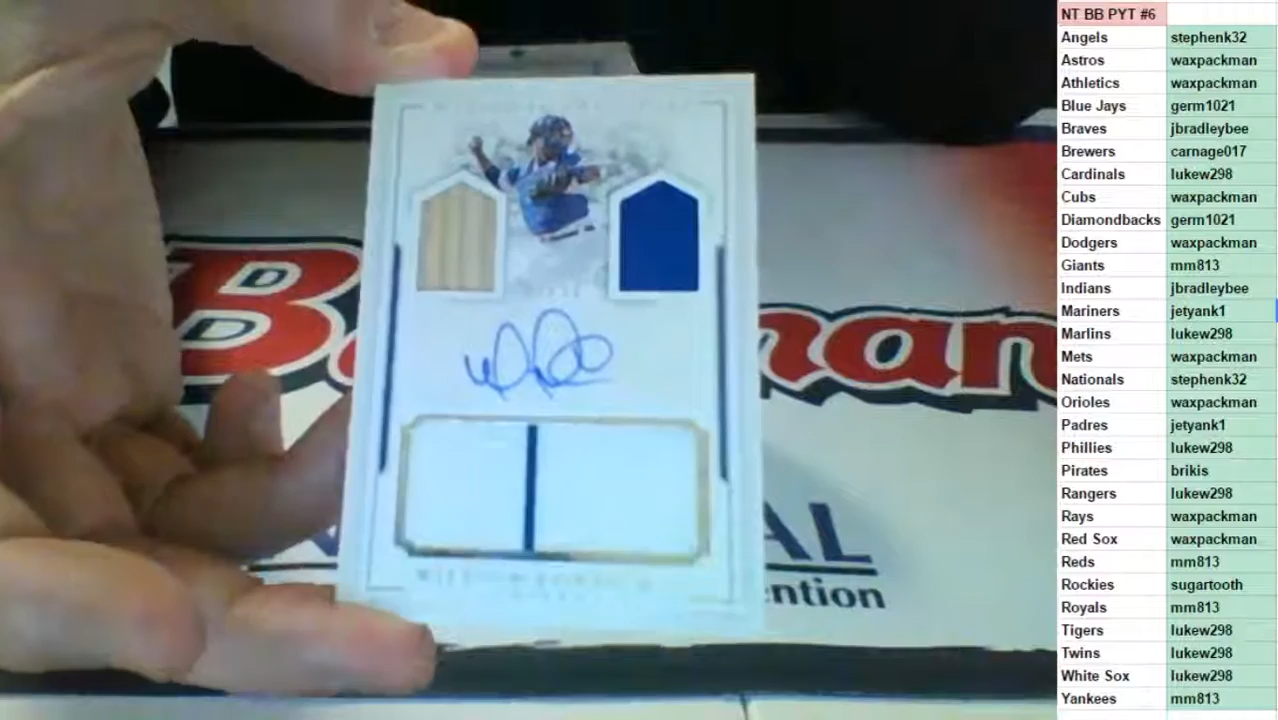 NT BB PYT #6
Angels stephenk32
Astros waxpackman
Athletics waxpackman
Blue Jays germ1021
Braves jbradleybee
Brewers carnage017
Cardinals lukew298
Cubs waxpackman
Diamondbacks germ1021
Dodgers waxpackman
Giants mm813
Indians jbradleybee
Mariners jetyank1
Marlins lukew298
Mets waxpackman
Nationals stephenk32
Orioles waxpackman
Padres jetyank1
Phillies lukew298
Pirates brikis
Rangers lukew298
Rays waxpackman
Red Sox waxpackman
Reds mm813
Rockies sugartooth
Royals mm813
Tigers lukew298
Twins lukew298
White Sox lukew298
Yankees mm813